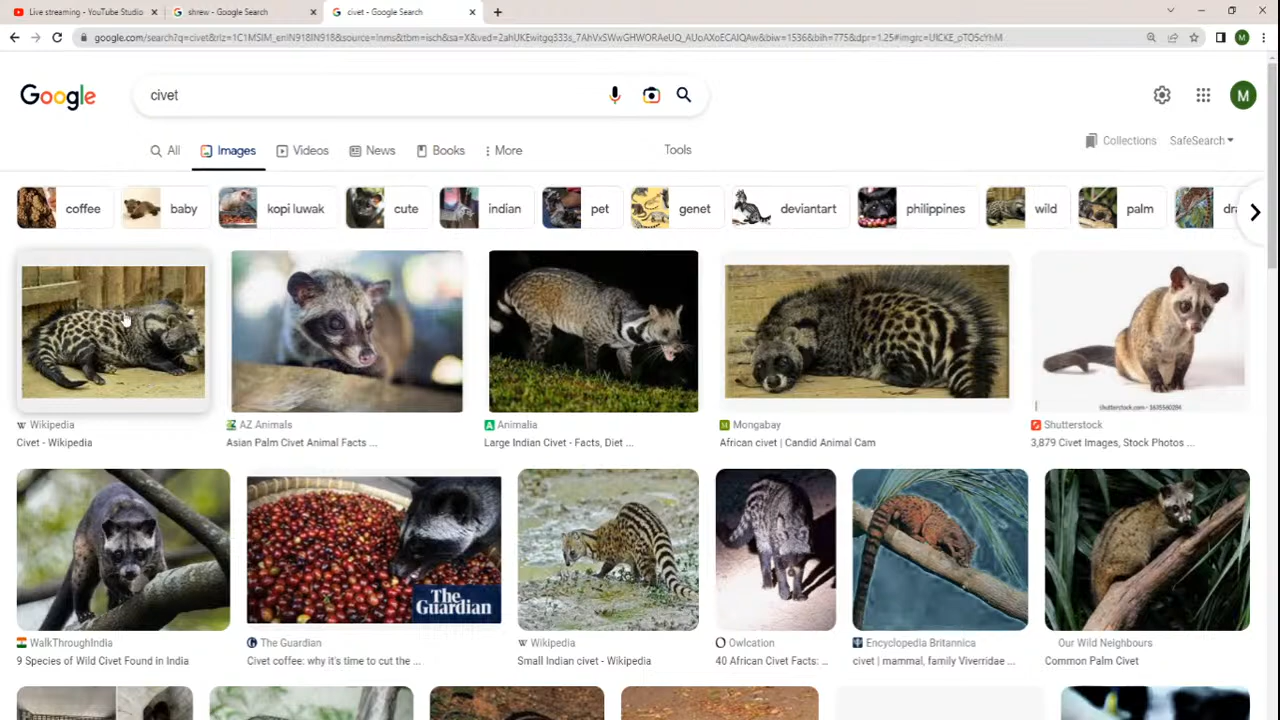 Live streaming - YouTube Studio
shrew - Google Search
civet - Google Search
Google
civet
M
All
Images
Videos
News
Books
More
Tools
Collections
SafeSearch
coffee
baby
kopi luwak
cute
indian
pet
genet
deviantart
philippines
wild
palm
Wikipedia
Civet - Wikipedia
AZ Animals
Asian Palm Civet Animal Facts ...
Animalia
Large Indian Civet - Facts, Diet ...
Mongabay
African civet | Candid Animal Cam
Shutterstock
3,879 Civet Images, Stock Photos ...
The Guardian
WalkThroughIndia
9 Species of Wild Civet Found in India
The Guardian
Civet coffee: why it's time to cut the ...
Wikipedia
Small Indian civet - Wikipedia
Owlcation
40 African Civet Facts: ...
Encyclopedia Britannica
civet | mammal, family Viverridae ...
Our Wild Neighbours
Common Palm Civet